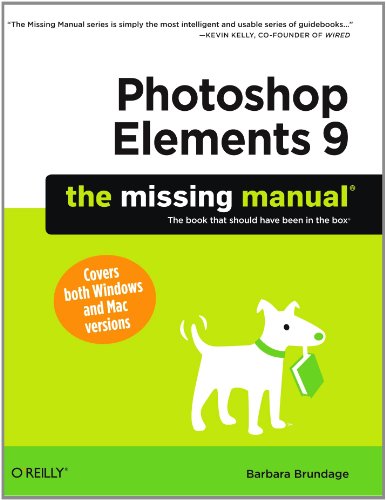 “The Missing Manual series is simply the most intelligent and usable series of guidebooks...”
—KEVIN KELLY, CO-FOUNDER OF WIRED
Photoshop
Elements 9
the missing manual®
The book that should have been in the box®
Covers
both Windows
and Mac
versions
O REILLY®
Barbara Brundage